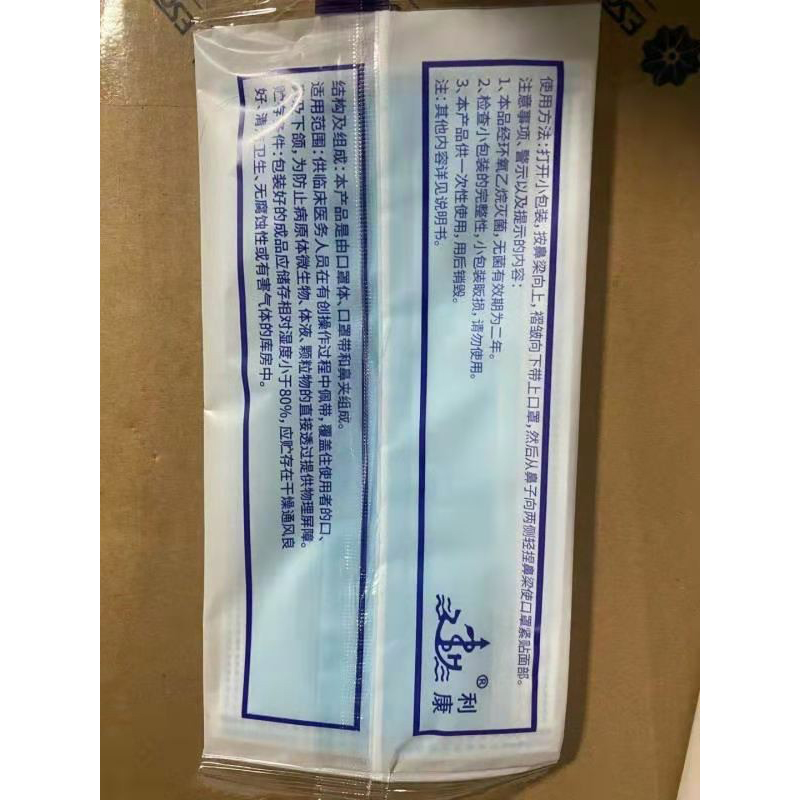 使用方法:打开小包装,按鼻梁向上,褶皱向下带上口罩,然后从鼻子向两侧轻捏鼻梁使口罩紧贴面部。
注意事项、警示以及提示的内容:
1、本品经环氧乙烷灭菌,无菌有效期为二年。
2、检查小包装的完整性,小包装贩损,请勿使用。
3、本产品供一次性使用,用后销毁。
注:其他内容详见说明书。
®
利康
结构及组成:本产品是由口罩体、口罩带和鼻夹组成。
适用范围:供临床医务人员在有创操作过程中佩带,覆盖住使用者的口、
及下颌,为防止病原体微生物、体液、颗粒物的直接透过提供物理屏障。
件:包装好的成品应储存相对湿度小于80%,应贮存在干燥通风良
好、清 卫生、无腐蚀性或有害气体的库房中。